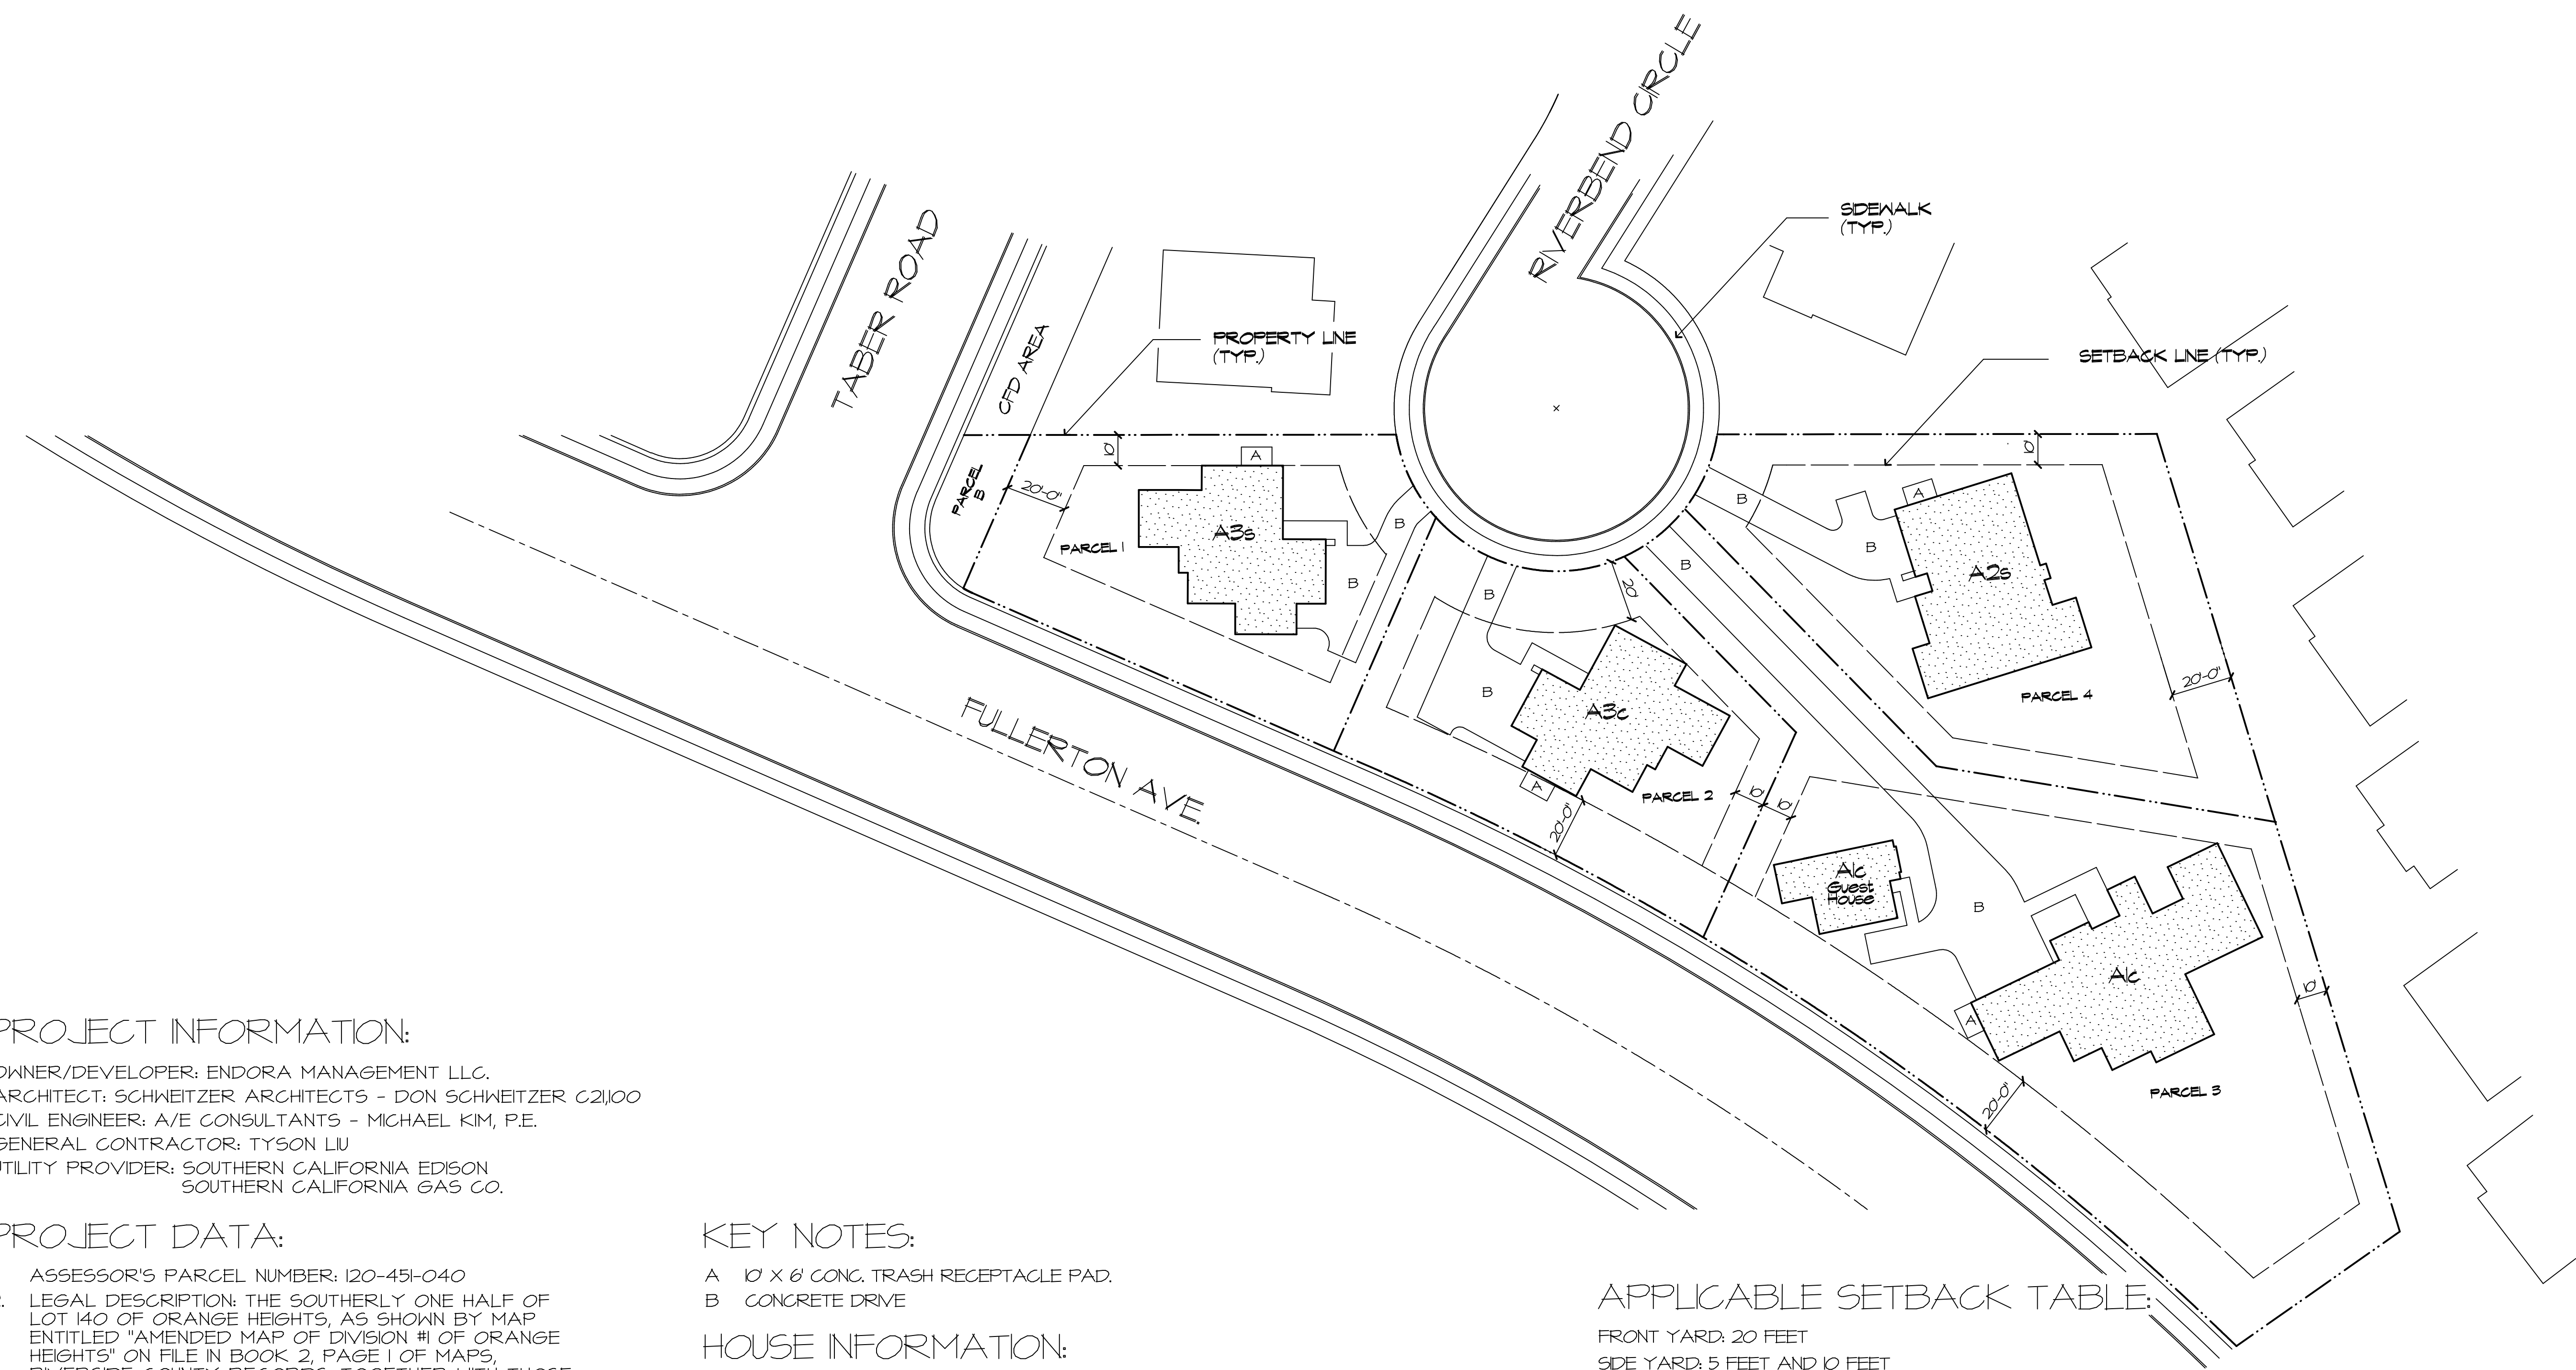 RIVERBEND CIRCLE
SIDEWALK
(TYP.)
TABER ROAD
CFD AREA
PROPERTY LINE
(TYP.)
SETBACK LINE (TYP.)
10'
A
10'
PARCEL
B
20'-0"
A3s
PARCEL 1
B
B
B
A
B
A2s
B
B
20'
B
A3c
A
PARCEL 2
20'-0"
10'
10'
PARCEL 4
20'-0"
FULLERTON AVE.
A1c
Guest
House
B
A1c
A
10'
PARCEL 3
20'-0"
PROJECT INFORMATION:
OWNER/DEVELOPER: ENDORA MANAGEMENT LLC.
ARCHITECT: SCHWEITZER ARCHITECTS - DON SCHWEITZER C21,100
CIVIL ENGINEER: A/E CONSULTANTS - MICHAEL KIM, P.E.
GENERAL CONTRACTOR: TYSON LIU
UTILITY PROVIDER: SOUTHERN CALIFORNIA EDISON
SOUTHERN CALIFORNIA GAS CO.
PROJECT DATA:
ASSESSOR'S PARCEL NUMBER: 120-451-040
LEGAL DESCRIPTION: THE SOUTHERLY ONE HALF OF
LOT 140 OF ORANGE HEIGHTS, AS SHOWN BY MAP
ENTITLED "AMENDED MAP OF DIVISION #1 OF ORANGE
HEIGHTS" ON FILE IN BOOK 2, PAGE 1 OF MAPS,
RIVERSIDE COUNTY RECORDS, TOGETHER WITH THOSE
KEY NOTES:
A 10' X 6' CONC. TRASH RECEPTACLE PAD.
B CONCRETE DRIVE
HOUSE INFORMATION:
APPLICABLE SETBACK TABLE:
FRONT YARD: 20 FEET
SIDE YARD: 5 FEET AND 10 FEET